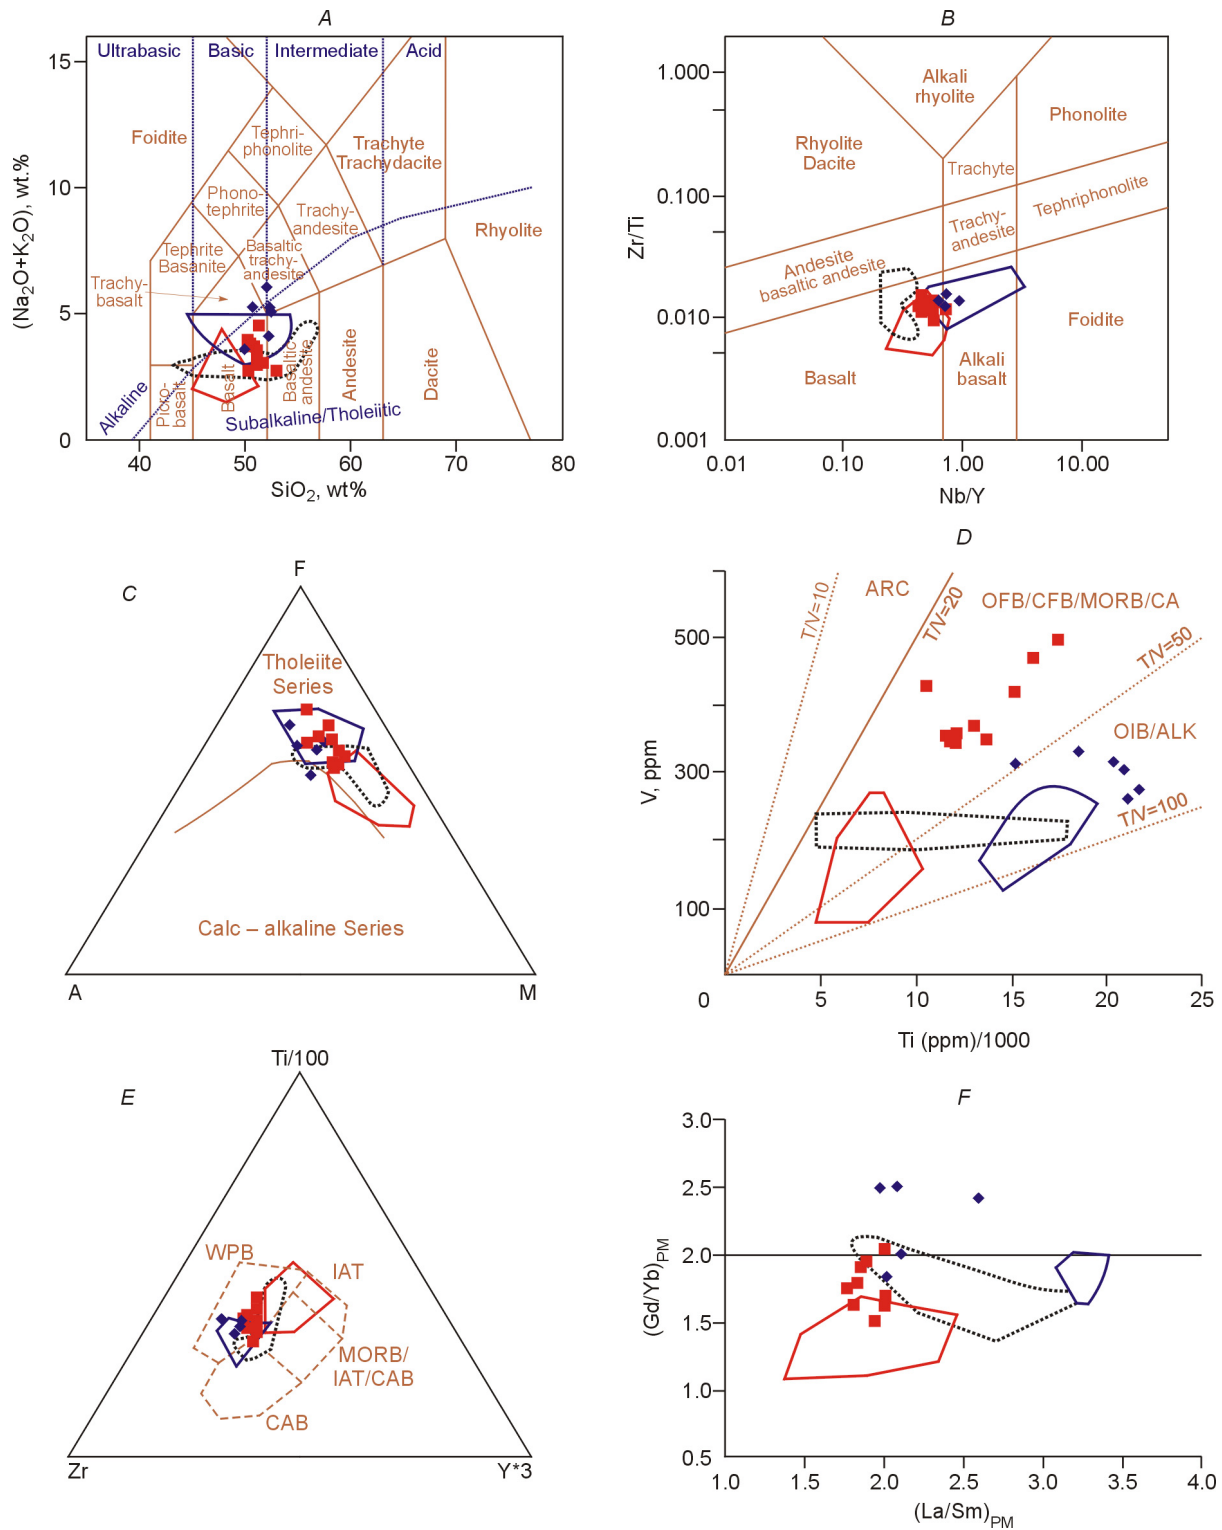 A
Ultrabasic
Basic
Intermediate
Acid
15
10
5
0
(Na2O+K2O), wt.%
Foidite
Tephri-
phonolite
Trachyte
Trachydacite
Phono-
tephrite
Trachy-
andesite
Rhyolite
Tephrite
Basanite
Basaltic
trachy-
andesite
Trachy-
basalt
Alkaline
Picro-
basalt
Basalt
Basaltic
andesite
Andesite
Dacite
Subalkaline/Tholeiitic
40
50
60
70
80
SiO2, wt%
B
1.000
0.100
0.010
0.001
Zr/Ti
Alkali
rhyolite
Phonolite
Rhyolite
Dacite
Trachyte
Tephriphonolite
Trachy-
andesite
Andesite
basaltic andesite
Foidite
Basalt
Alkali
basalt
0.01
0.10
1.00
10.00
Nb/Y
C
F
Tholeiite
Series
Calc – alkaline Series
A
M
D
500
300
100
0
V, ppm
T/V=10
ARC
T/V=20
OFB/CFB/MORB/CA
T/V=50
OIB/ALK
T/V=100
5
10
15
20
25
Ti (ppm)/1000
E
Ti/100
WPB
IAT
MORB/
IAT/CAB
CAB
Zr
Y*3
F
3.0
2.5
2.0
1.5
1.0
0.5
(Gd/Yb)PM
1.0
1.5
2.0
2.5
3.0
3.5
4.0
(La/Sm)PM